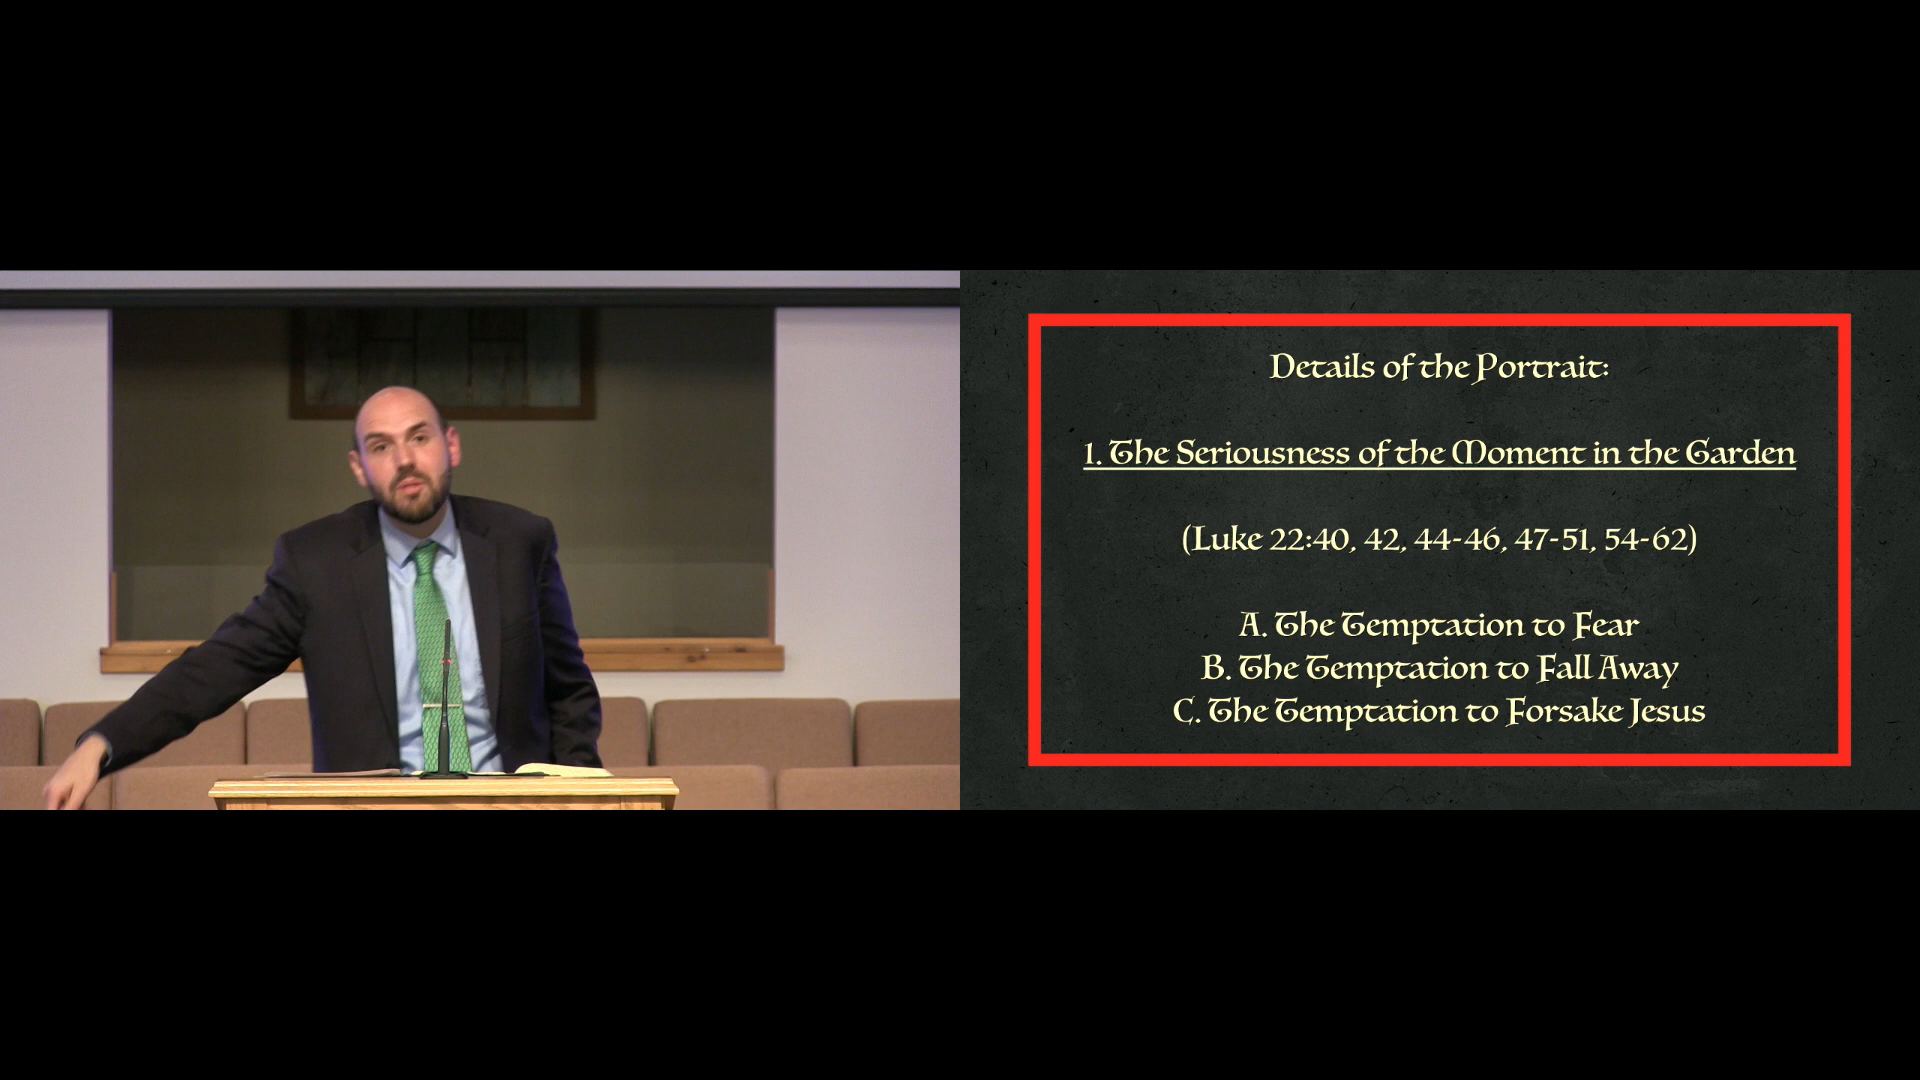 Details of the Portrait:
1. The Seriousness of the Moment in the Garden
(Luke 22:40, 42, 44-46, 47-51, 54-62)
A. The Temptation to Fear
B. The Temptation to Fall Away
C. The Temptation to Forsake Jesus